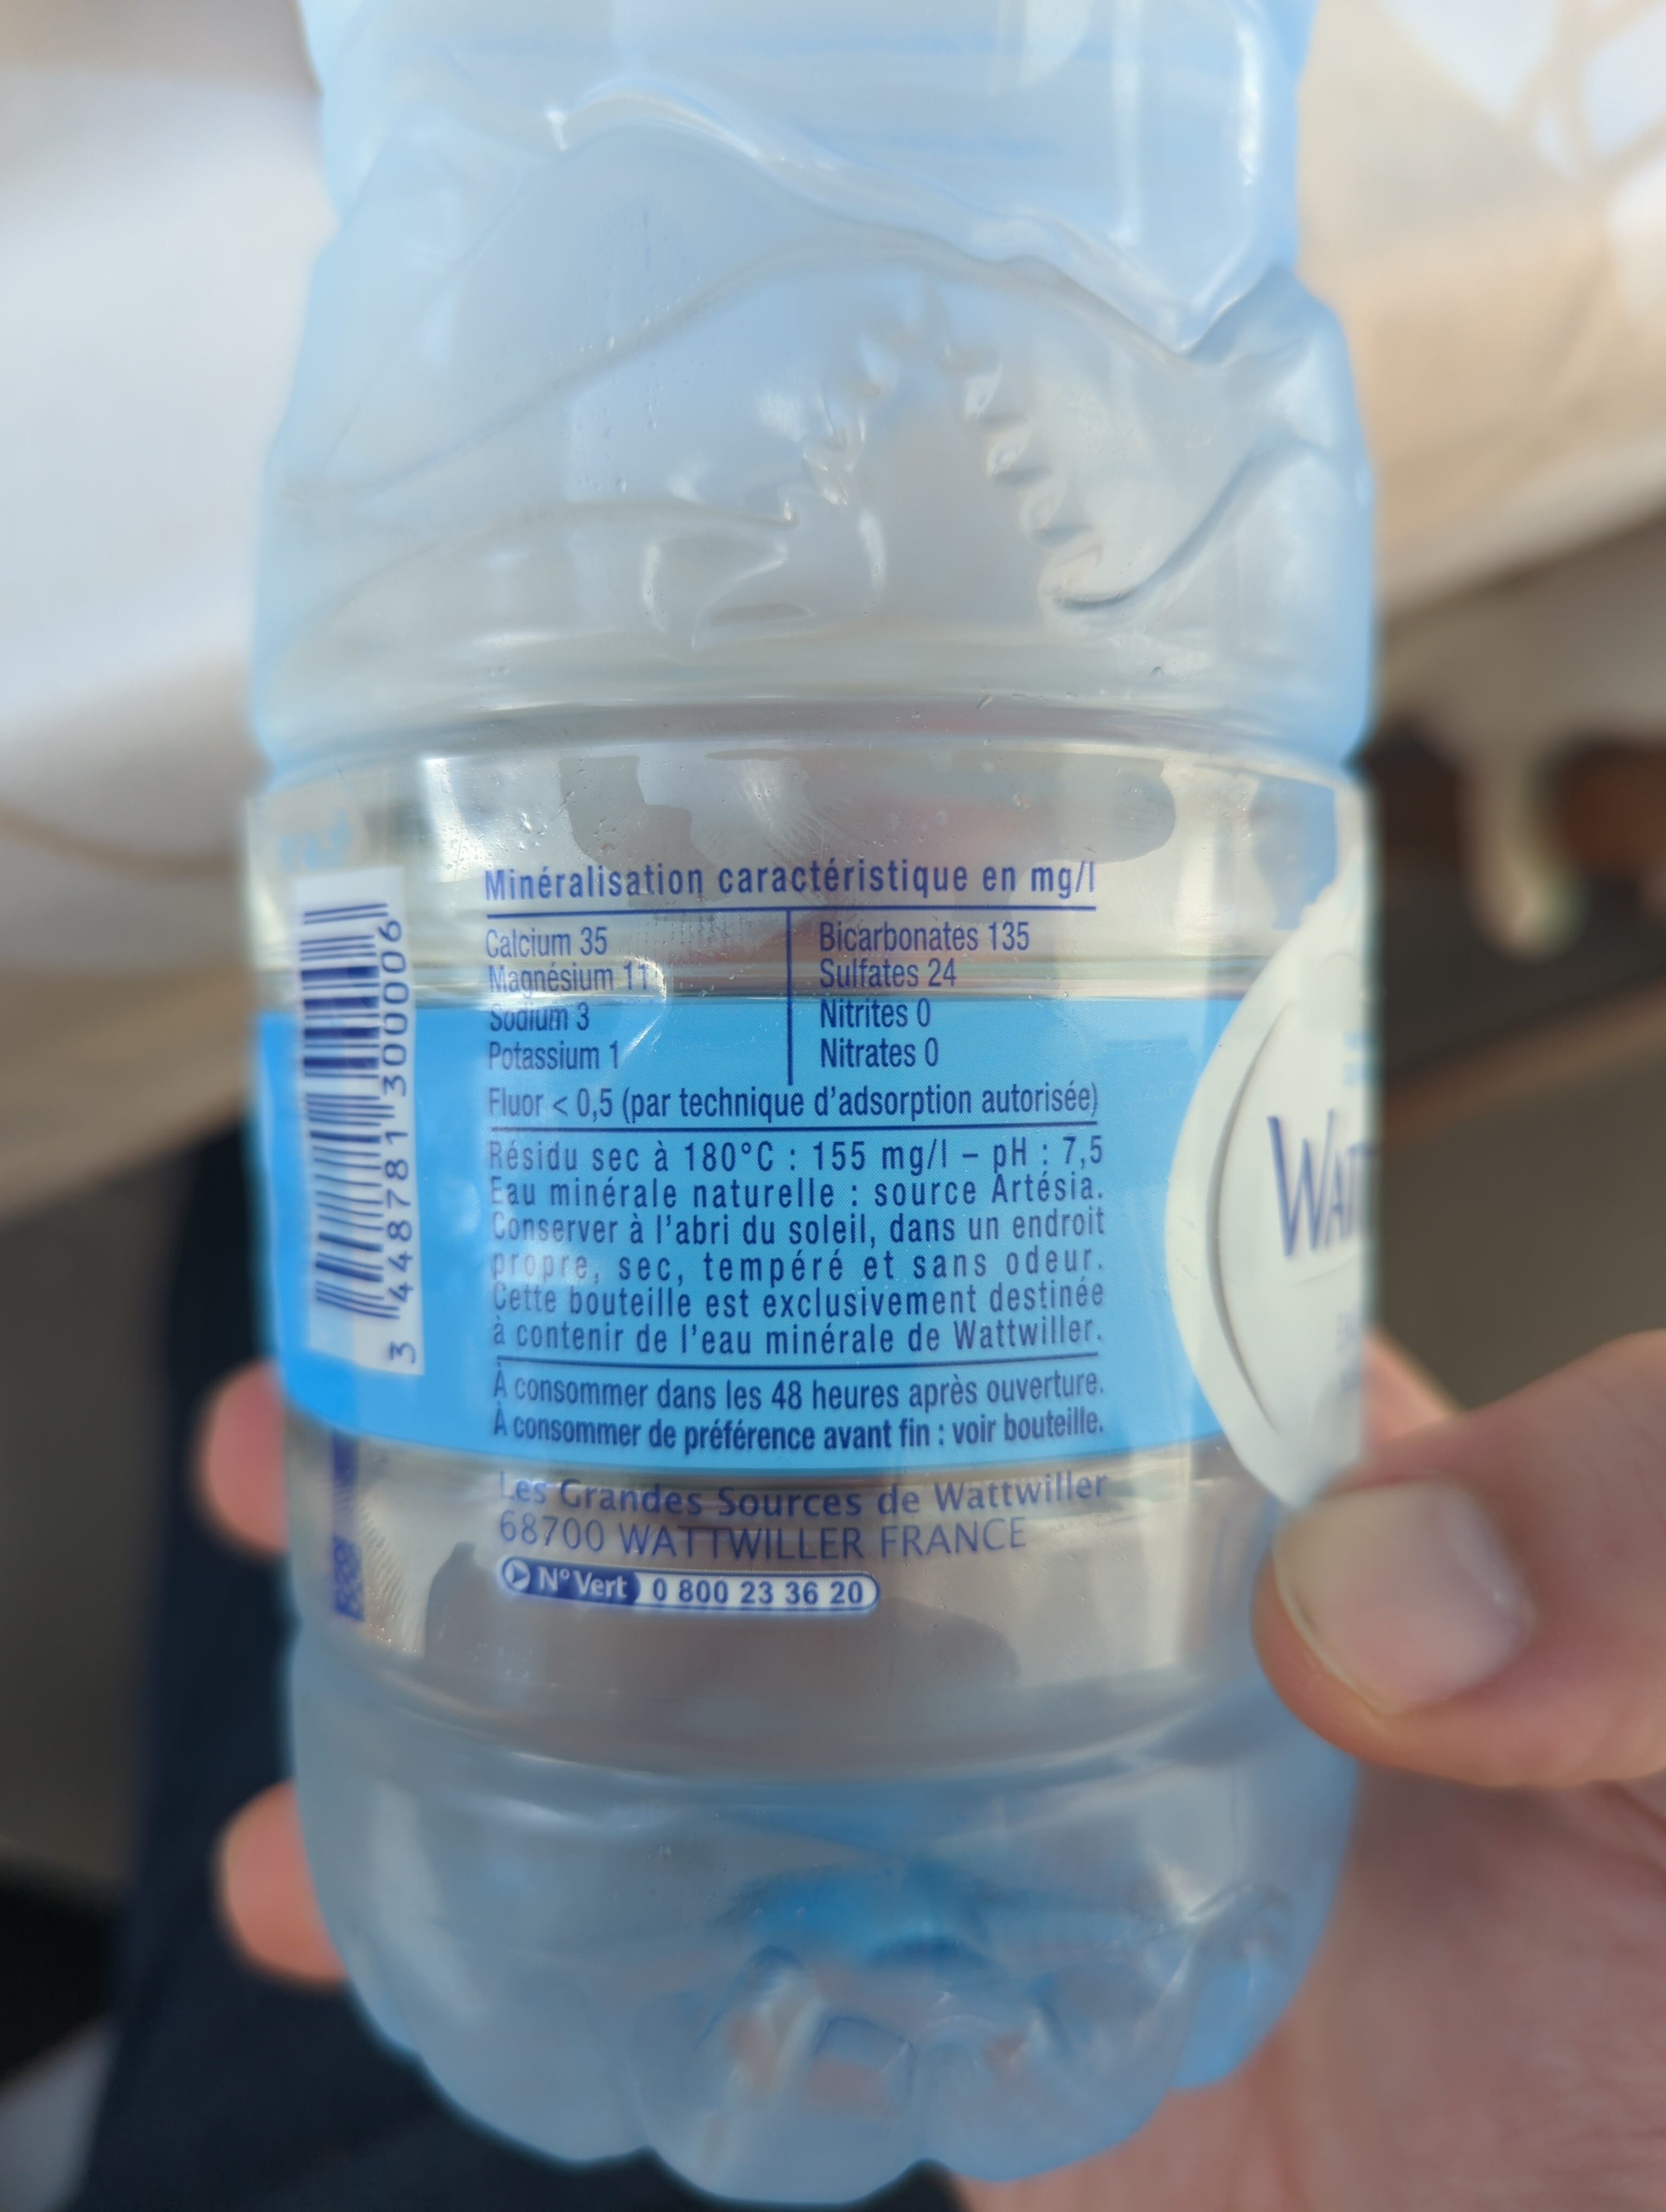 Minéralisation caractéristique en mg/l
Calcium 35
Magnésium 11
Sodium 3
Potassium 1
Bicarbonates 135
Sulfates 24
Nitrites 0
Nitrates 0
Fluor < 0,5 (par technique d'adsorption autorisée)
Résidu sec à 180°C : 155 mg/l – pH : 7,5
Eau minérale naturelle : source Artésia.
Conserver à l'abri du soleil, dans un endroit
propre, sec, tempéré et sans odeur.
Cette bouteille est exclusivement destinée
à contenir de l'eau minérale de Wattwiller.
À consommer dans les 48 heures après ouverture.
À consommer de préférence avant fin : voir bouteille.
Les Grandes Sources de Wattwiller
68700 WATTWILLER FRANCE
N° Vert 0 800 23 36 20
3 448781 300006